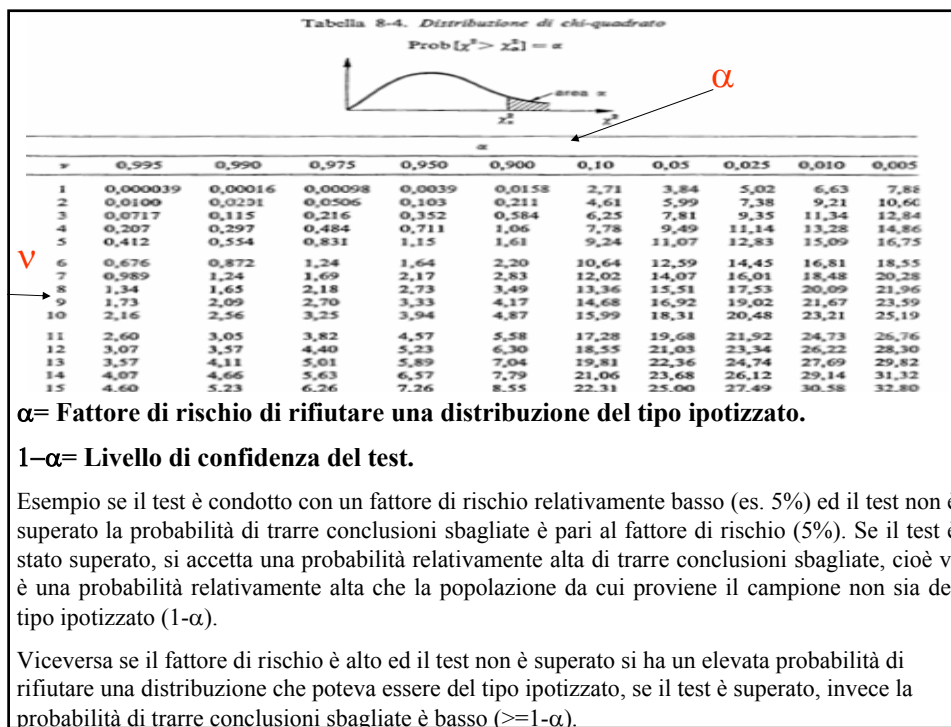 Tabella 8-4. Distribuzione di chi-quadrato
Prob[χ² > χ²α] = α
α
area α
χ²α χ²
α
ν 0,995 0,990 0,975 0,950 0,900 0,10 0,05 0,025 0,010 0,005
1 0,000039 0,00016 0,00098 0,0039 0,0158 2,71 3,84 5,02 6,63 7,88
2 0,0100 0,0201 0,0506 0,103 0,211 4,61 5,99 7,38 9,21 10,60
3 0,0717 0,115 0,216 0,352 0,584 6,25 7,81 9,35 11,34 12,84
4 0,207 0,297 0,484 0,711 1,06 7,78 9,49 11,14 13,28 14,86
5 0,412 0,554 0,831 1,15 1,61 9,24 11,07 12,83 15,09 16,75
ν
6 0,676 0,872 1,24 1,64 2,20 10,64 12,59 14,45 16,81 18,55
7 0,989 1,24 1,69 2,17 2,83 12,02 14,07 16,01 18,48 20,28
8 1,34 1,65 2,18 2,73 3,49 13,36 15,51 17,53 20,09 21,96
9 1,73 2,09 2,70 3,33 4,17 14,68 16,92 19,02 21,67 23,59
10 2,16 2,56 3,25 3,94 4,87 15,99 18,31 20,48 23,21 25,19
11 2,60 3,05 3,82 4,57 5,58 17,28 19,68 21,92 24,73 26,76
12 3,07 3,57 4,40 5,23 6,30 18,55 21,03 23,34 26,22 28,30
13 3,57 4,11 5,01 5,89 7,04 19,81 22,36 24,74 27,69 29,82
14 4,07 4,66 5,63 6,57 7,79 21,06 23,68 26,12 29,14 31,32
15 4.60 5.23 6.26 7.26 8.55 22.31 25.00 27.49 30.58 32.80
α= Fattore di rischio di rifiutare una distribuzione del tipo ipotizzato.
1–α= Livello di confidenza del test.
Esempio se il test è condotto con un fattore di rischio relativamente basso (es. 5%) ed il test non è
superato la probabilità di trarre conclusioni sbagliate è pari al fattore di rischio (5%). Se il test è
stato superato, si accetta una probabilità relativamente alta di trarre conclusioni sbagliate, cioè v
è una probabilità relativamente alta che la popolazione da cui proviene il campione non sia de
tipo ipotizzato (1-α).
Viceversa se il fattore di rischio è alto ed il test non è superato si ha un elevata probabilità di
rifiutare una distribuzione che poteva essere del tipo ipotizzato, se il test è superato, invece la
probabilità di trarre conclusioni sbagliate è basso (>=1-α).